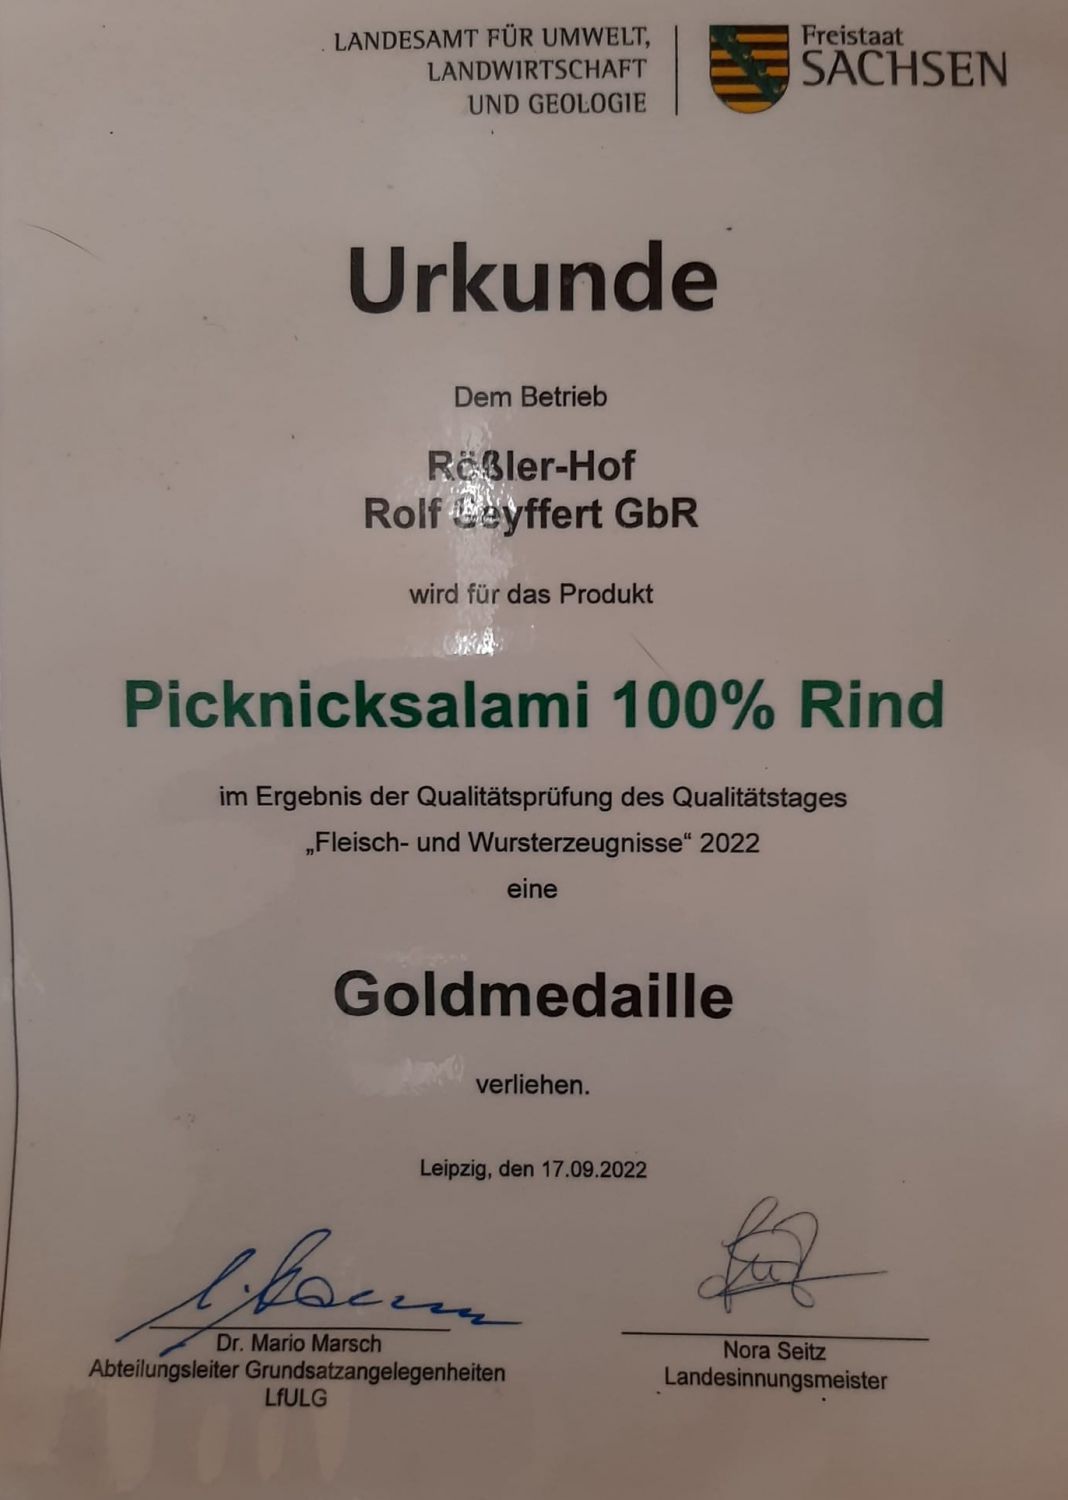 LANDESAMT FÜR UMWELT,
LANDWIRTSCHAFT
UND GEOLOGIE
Freistaat
SACHSEN
Urkunde
Dem Betrieb
Rößler-Hof
Rolf Seyffert GbR
wird für das Produkt
Picknicksalami 100% Rind
im Ergebnis der Qualitätsprüfung des Qualitätstages
„Fleisch- und Wursterzeugnisse“ 2022
eine
Goldmedaille
verliehen.
Leipzig, den 17.09.2022
Dr. Mario Marsch
Abteilungsleiter Grundsatzangelegenheiten
LfULG
Nora Seitz
Landesinnungsmeister